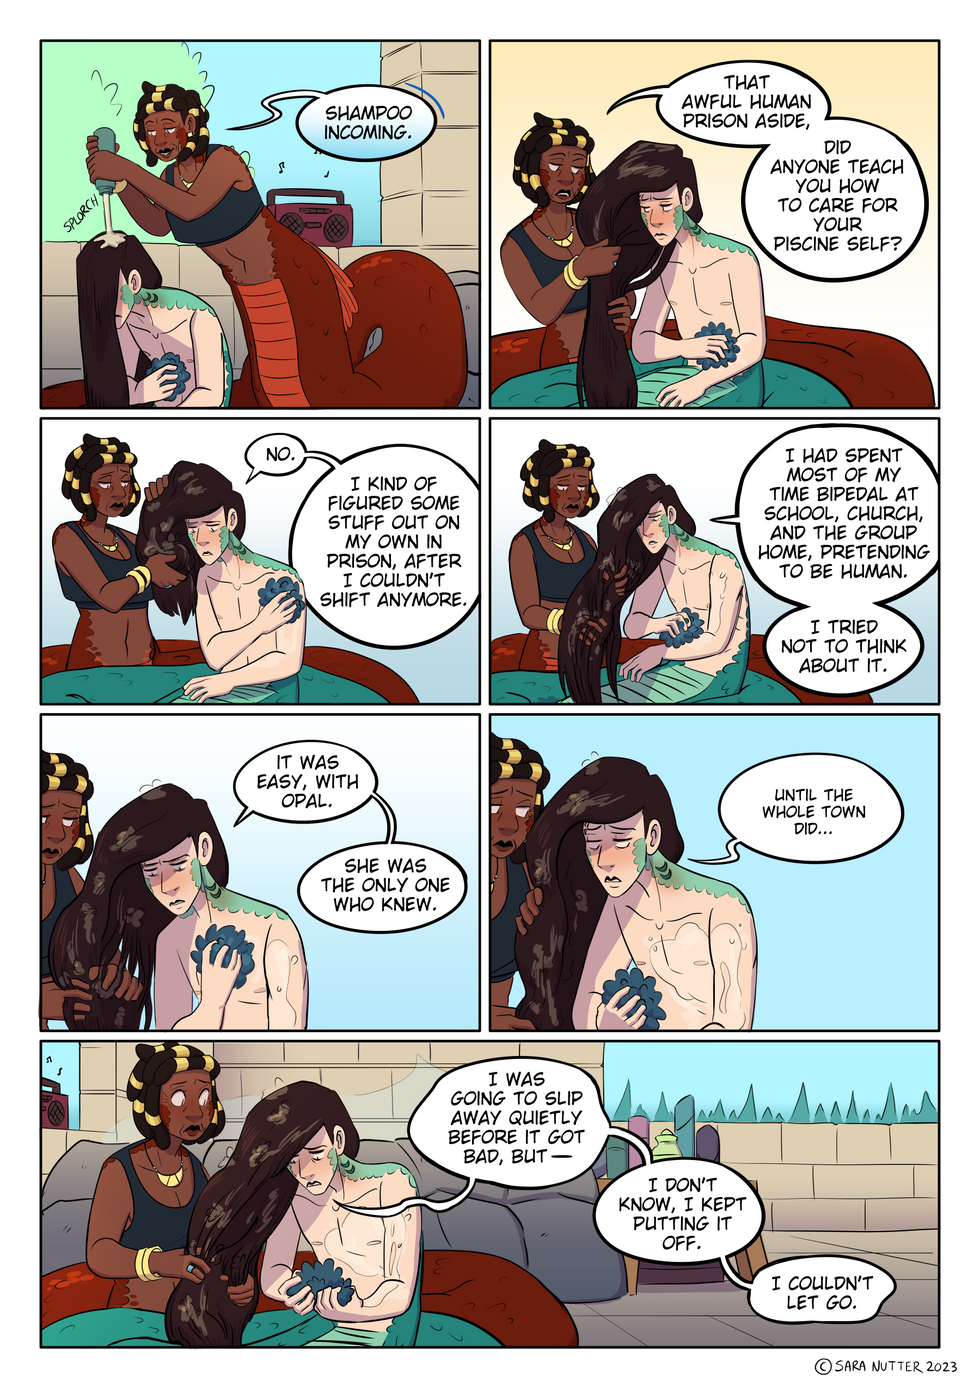 SHAMPOO
INCOMING.
SPLORCH
THAT
AWFUL HUMAN
PRISON ASIDE,
DID
ANYONE TEACH
YOU HOW
TO CARE FOR
YOUR
PISCINE SELF?
NO.
I KIND OF
FIGURED SOME
STUFF OUT ON
MY OWN IN
PRISON, AFTER
I COULDN'T
SHIFT ANYMORE.
I HAD SPENT
MOST OF MY
TIME BIPEDAL AT
SCHOOL, CHURCH,
AND THE GROUP
HOME, PRETENDING
TO BE HUMAN.
I TRIED
NOT TO THINK
ABOUT IT.
IT WAS
EASY, WITH
OPAL.
SHE WAS
THE ONLY ONE
WHO KNEW.
UNTIL THE
WHOLE TOWN
DID...
I WAS
GOING TO SLIP
AWAY QUIETLY
BEFORE IT GOT
BAD, BUT —
I DON'T
KNOW, I KEPT
PUTTING IT
OFF.
I COULDN'T
LET GO.
© SARA NUTTER 2023